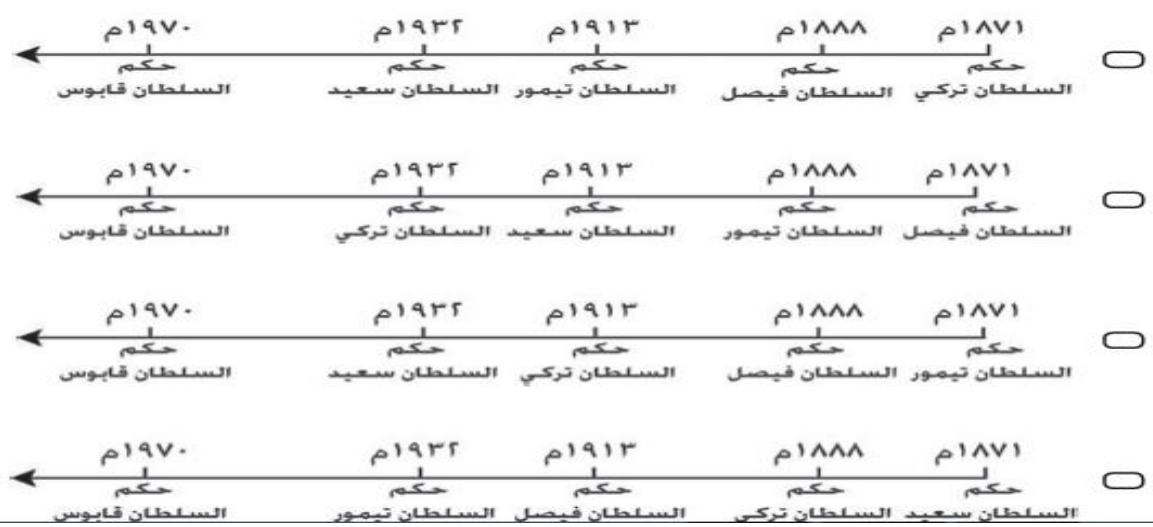 ١٨٧١م ١٨٨٨م ١٩١٣م ١٩٣٢م ١٩٧٠م
حكم حكم حكم حكم حكم
السلطان تركي السلطان فيصل السلطان تيمور السلطان سعيد السلطان قابوس
١٨٧١م ١٨٨٨م ١٩١٣م ١٩٣٢م ١٩٧٠م
حكم حكم حكم حكم حكم
السلطان فيصل السلطان تيمور السلطان سعيد السلطان تركي السلطان قابوس
١٨٧١م ١٨٨٨م ١٩١٣م ١٩٣٢م ١٩٧٠م
حكم حكم حكم حكم حكم
السلطان تيمور السلطان فيصل السلطان تركي السلطان سعيد السلطان قابوس
١٨٧١م ١٨٨٨م ١٩١٣م ١٩٣٢م ١٩٧٠م
حكم حكم حكم حكم حكم
السلطان سعيد السلطان تركي السلطان فيصل السلطان تيمور السلطان قابوس